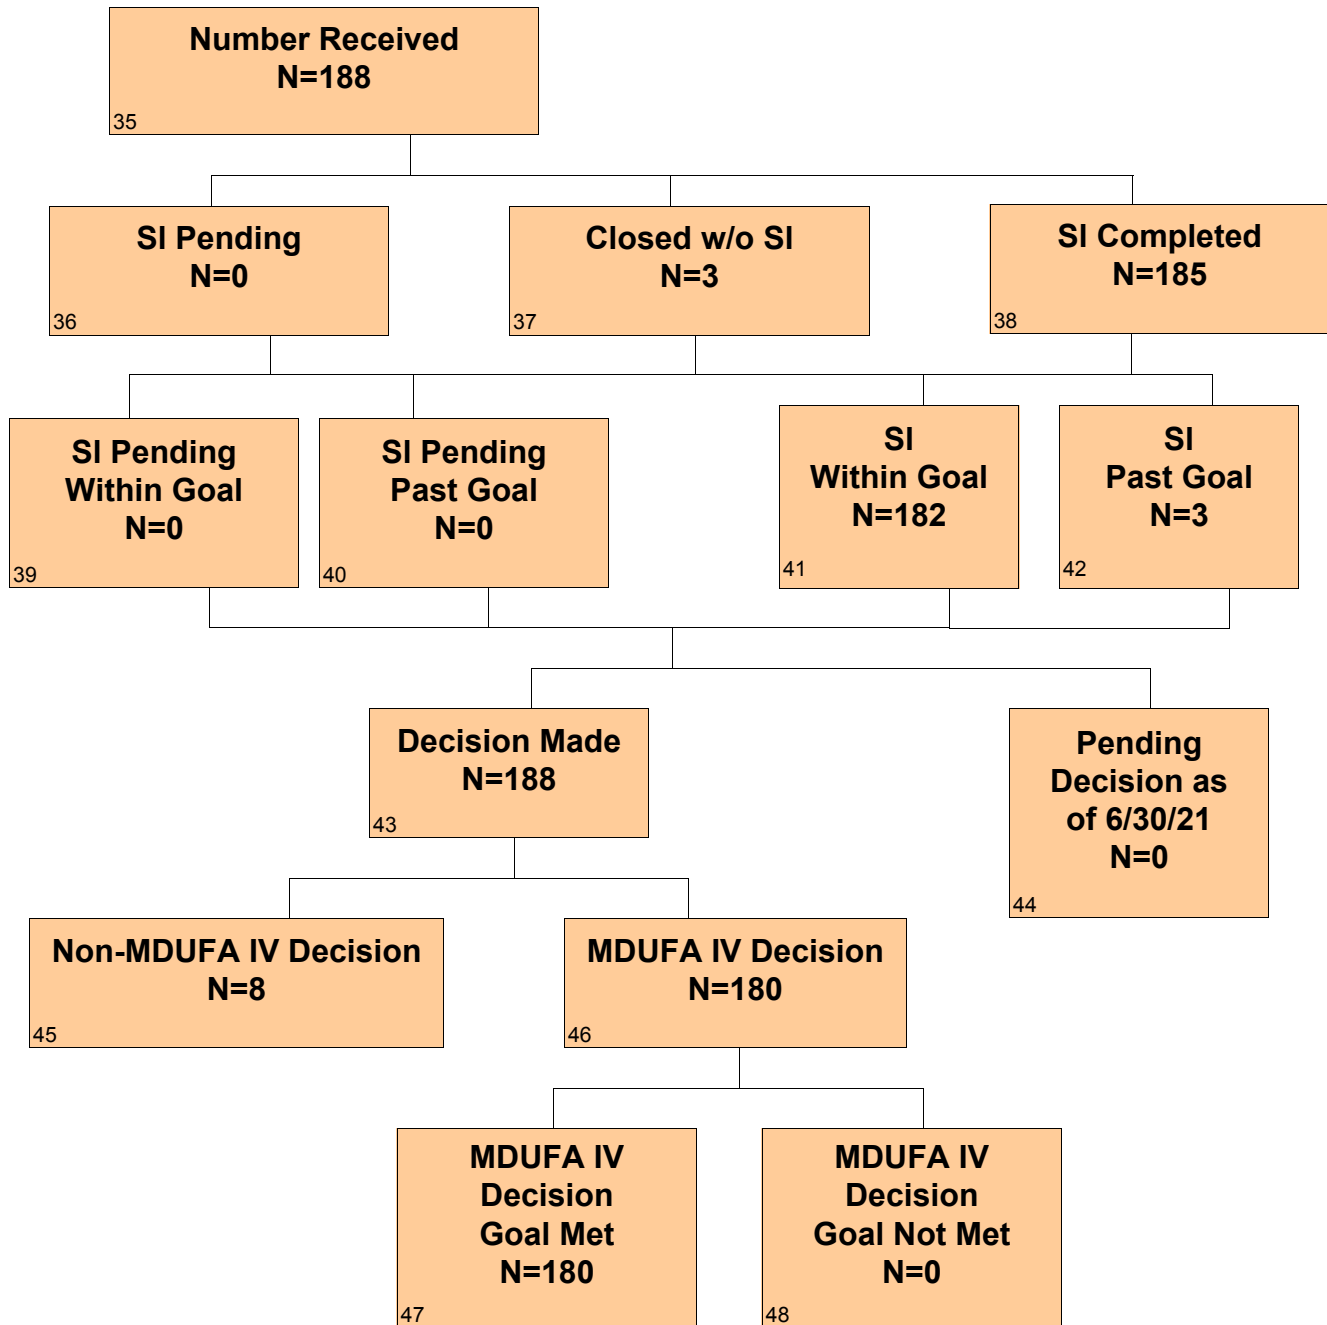 Number Received
N=188
35
SI Pending
N=0
36
Closed w/o SI
N=3
37
SI Completed
N=185
38
SI Pending
Within Goal
N=0
39
SI Pending
Past Goal
N=0
40
SI
Within Goal
N=182
41
SI
Past Goal
N=3
42
Decision Made
N=188
43
Pending
Decision as
of 6/30/21
N=0
44
Non-MDUFA IV Decision
N=8
45
MDUFA IV Decision
N=180
46
MDUFA IV
Decision
Goal Met
N=180
47
MDUFA IV
Decision
Goal Not Met
N=0
48